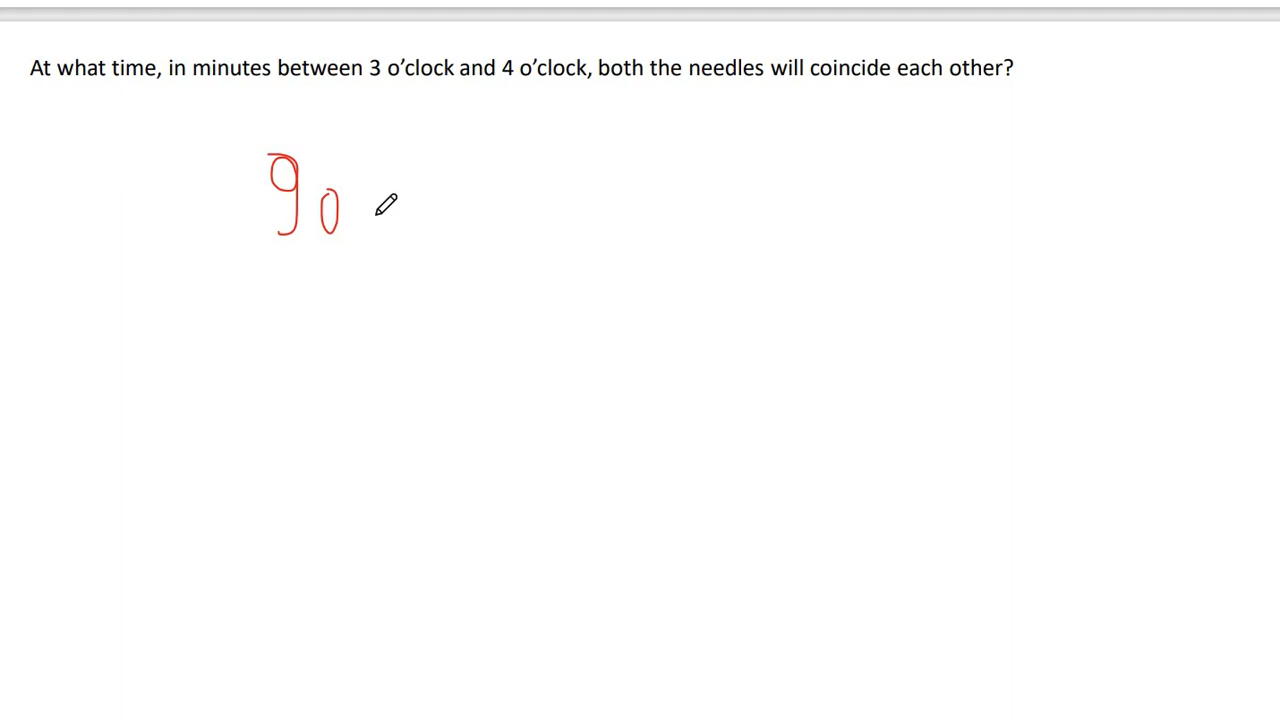 At what time, in minutes between 3 o’clock and 4 o’clock, both the needles will coincide each other?
90